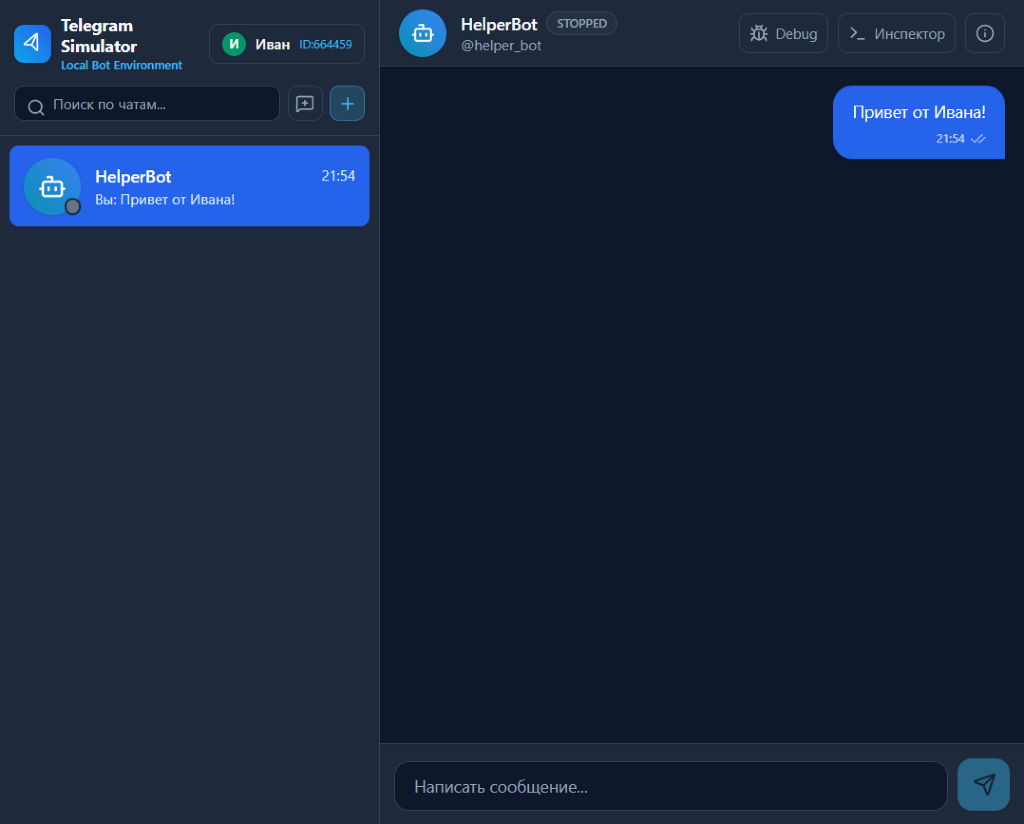 Telegram
Simulator
Local Bot Environment
И Иван ID:664459
Поиск по чатам...
HelperBot 21:54
Вы: Привет от Ивана!
HelperBot STOPPED
@helper_bot
Debug
Инспектор
Привет от Ивана!
21:54
Написать сообщение...